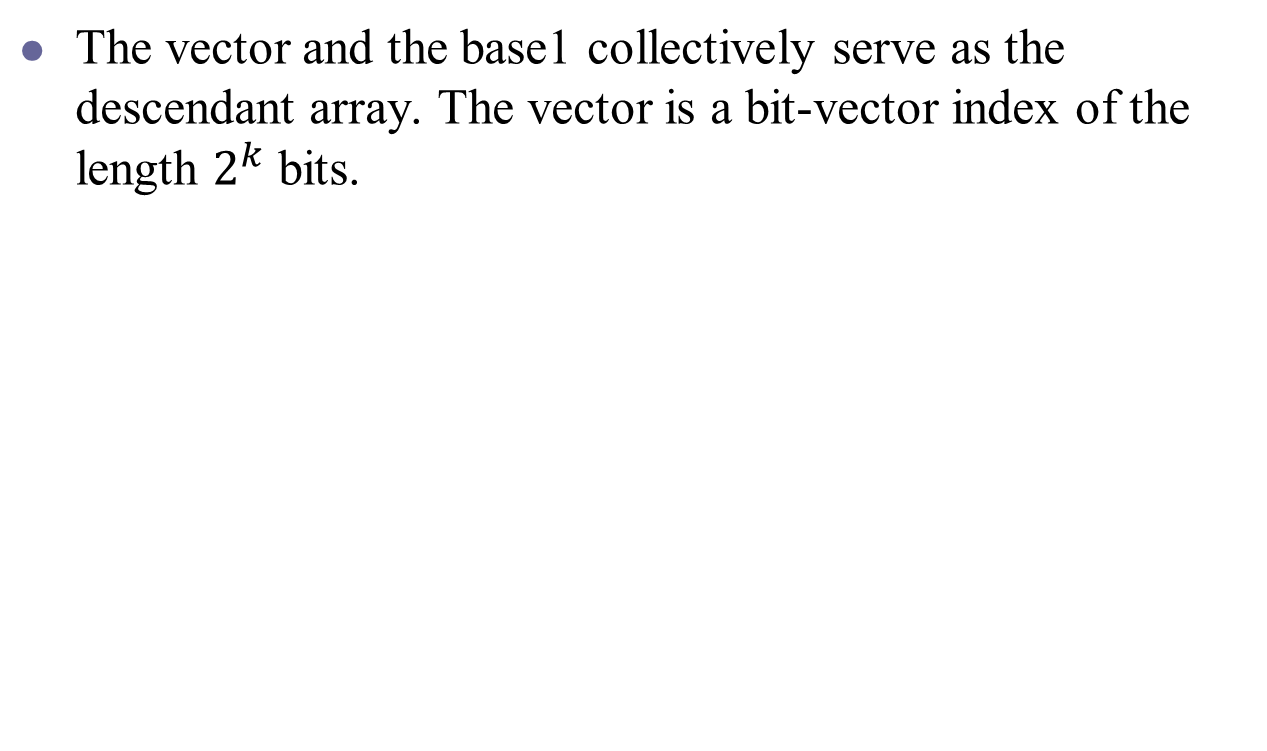 • The vector and the base1 collectively serve as the
descendant array. The vector is a bit-vector index of the
length 2^k bits.